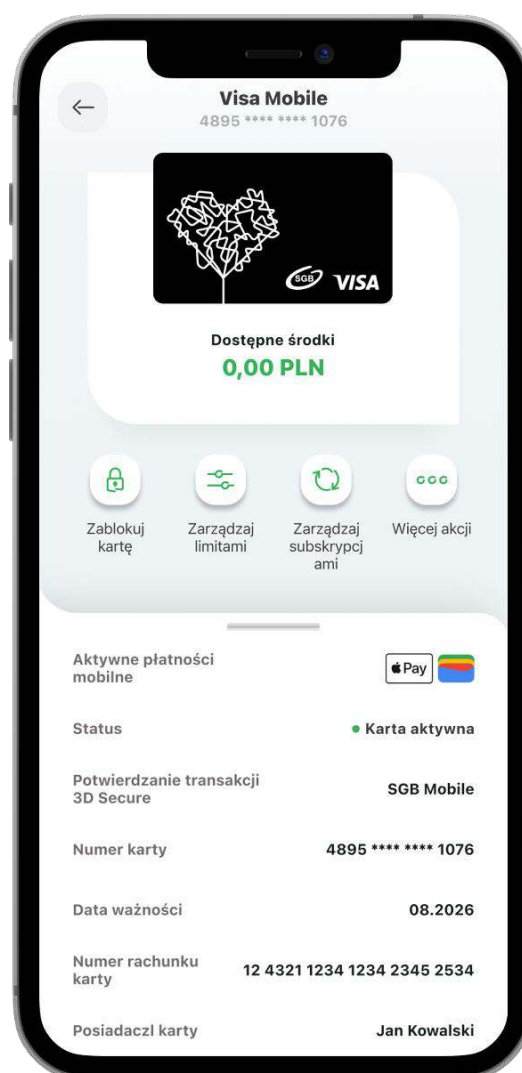 Visa Mobile
4895 **** **** 1076
SGB VISA
Dostępne środki
0,00 PLN
Zablokuj
kartę
Zarządzaj
limitami
Zarządzaj
subskrypcj
ami
Więcej akcji
Aktywne płatności
mobilne
Pay
Status
Karta aktywna
Potwierdzanie transakcji
3D Secure
SGB Mobile
Numer karty
4895 **** **** 1076
Data ważności
08.2026
Numer rachunku
karty
12 4321 1234 1234 2345 2534
Posiadaczl karty
Jan Kowalski